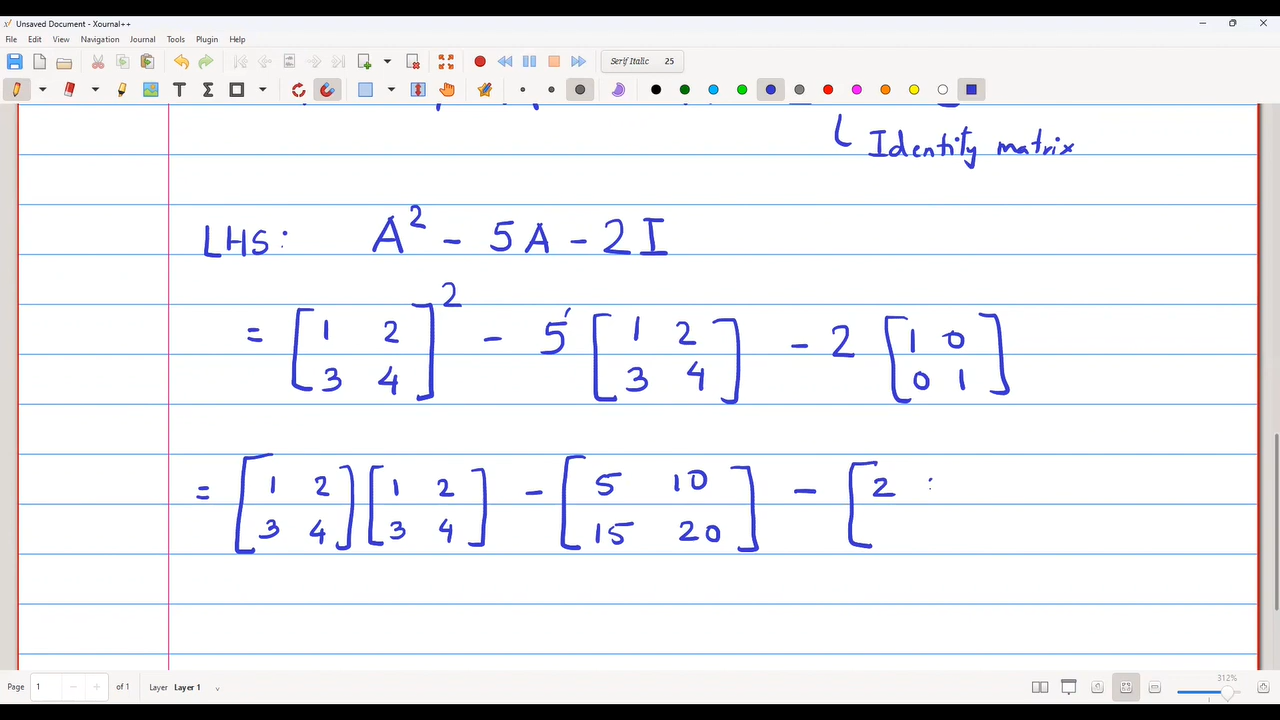 Unsaved Document - Xournal++
File Edit View Navigation Journal Tools Plugin Help
Serif Italic 25
Identity matrix
LHS: A² - 5A - 2I
= [1 2; 3 4]² - 5 [1 2; 3 4] - 2 [1 0; 0 1]
= [1 2; 3 4] [1 2; 3 4] - [5 10; 15 20] - [2
Page 1 of 1 Layer Layer 1 312%